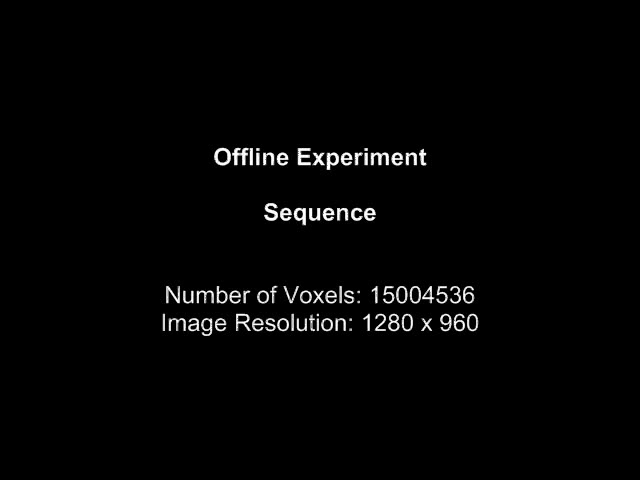 Offline Experiment
Sequence
Number of Voxels: 15004536
Image Resolution: 1280 x 960